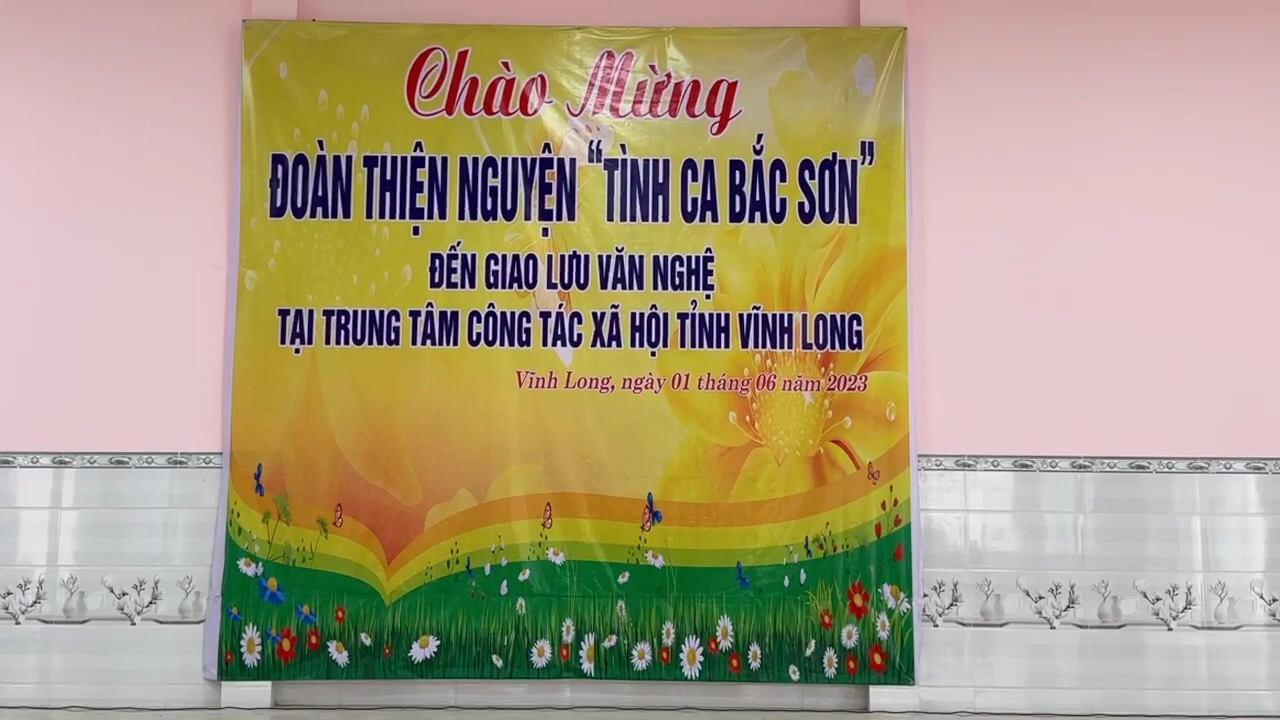 Chào Mừng
ĐOÀN THIỆN NGUYỆN “TÌNH CA BẮC SƠN”
ĐẾN GIAO LƯU VĂN NGHỆ
TẠI TRUNG TÂM CÔNG TÁC XÃ HỘI TỈNH VĨNH LONG
Vĩnh Long, ngày 01 tháng 06 năm 2023